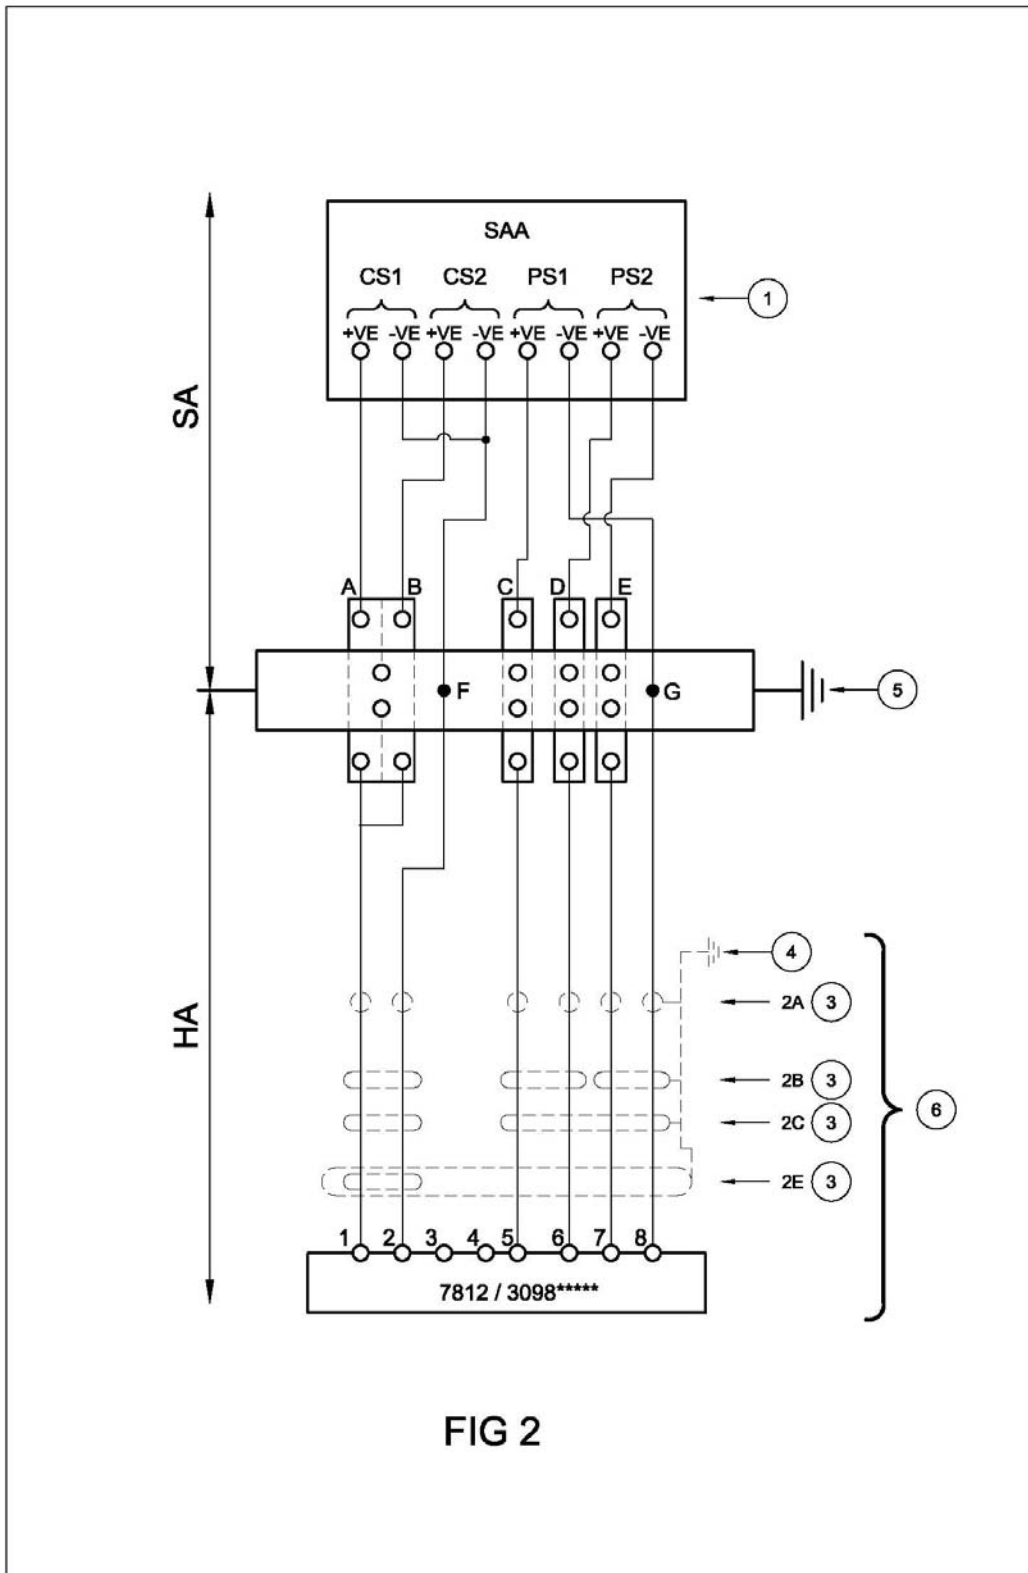 SAA
CS1 CS2 PS1 PS2
+VE -VE +VE -VE +VE -VE +VE -VE
1
SA
A B C D E
F G
5
HA
4
2A 3
2B 3
6
2C 3
2E 3
1 2 3 4 5 6 7 8
7812 / 3098*****
FIG 2